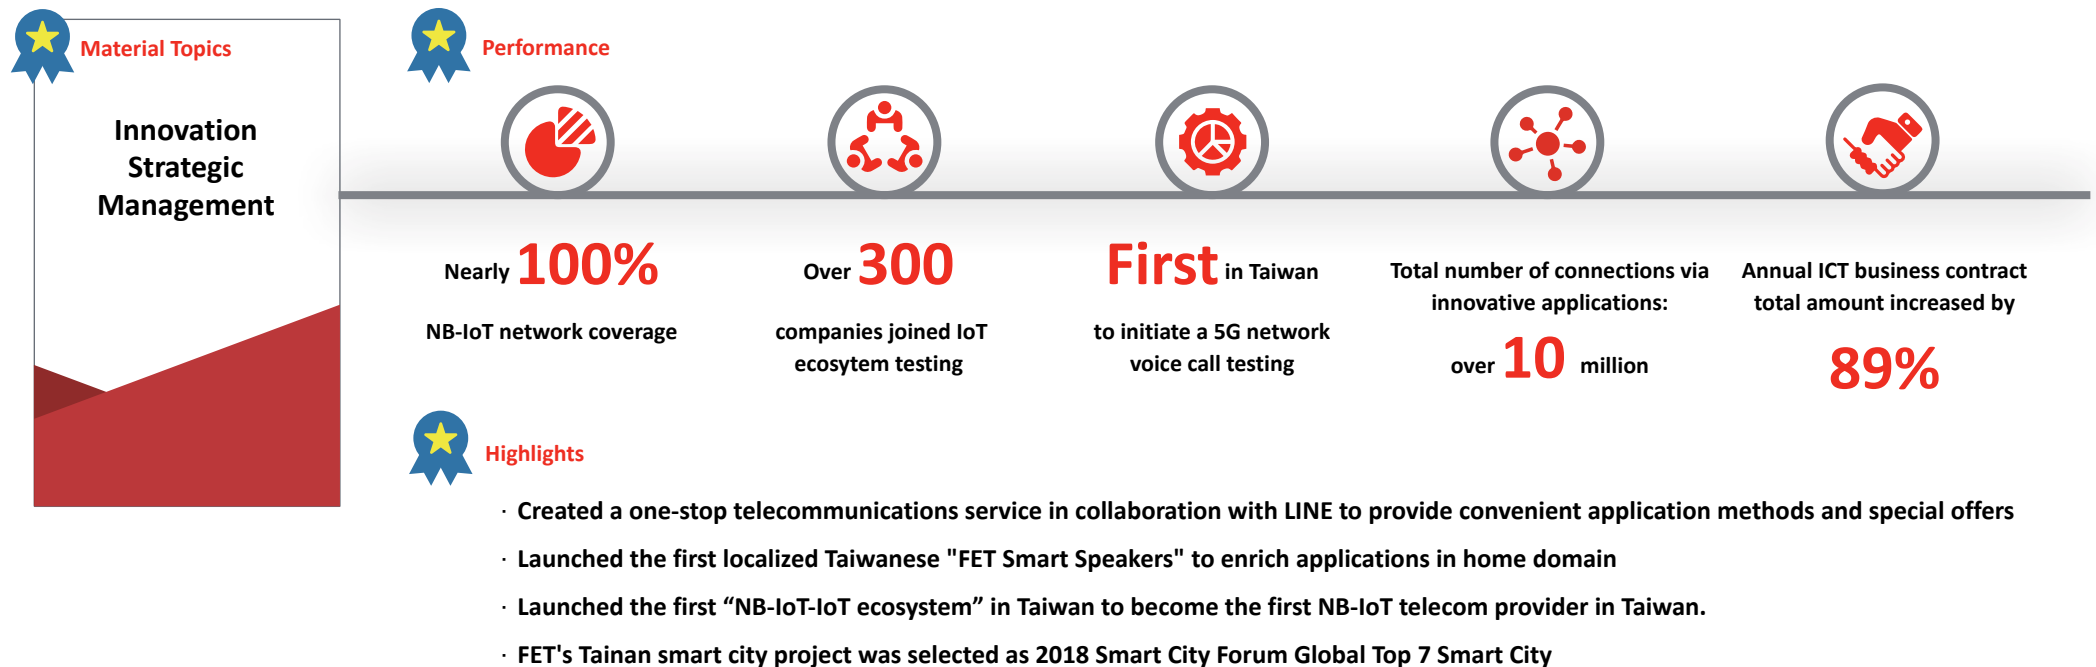 Material Topics
Innovation
Strategic
Management
Performance
Nearly 100%
NB-IoT network coverage
Over 300
companies joined IoT
ecosytem testing
First in Taiwan
to initiate a 5G network
voice call testing
Total number of connections via
innovative applications:
over 10 million
Annual ICT business contract
total amount increased by
89%
Highlights
· Created a one-stop telecommunications service in collaboration with LINE to provide convenient application methods and special offers
· Launched the first localized Taiwanese "FET Smart Speakers" to enrich applications in home domain
· Launched the first “NB-IoT-IoT ecosystem” in Taiwan to become the first NB-IoT telecom provider in Taiwan.
· FET's Tainan smart city project was selected as 2018 Smart City Forum Global Top 7 Smart City